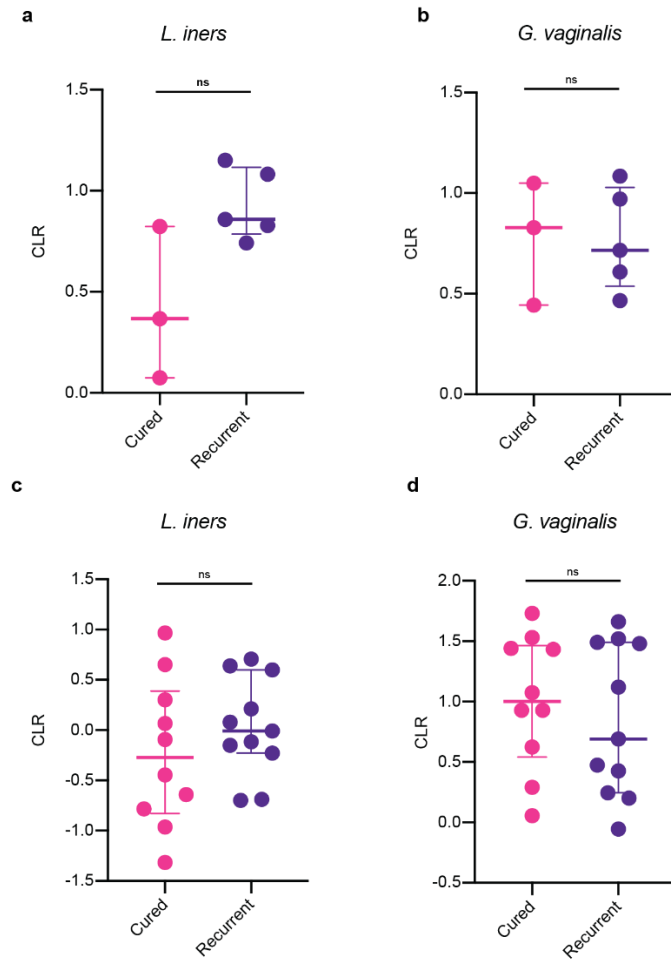 a
L. iners
ns
1.5
1.0
0.5
0.0
CLR
Cured
Recurrent
b
G. vaginalis
ns
1.5
1.0
0.5
0.0
CLR
Cured
Recurrent
c
L. iners
ns
1.5
1.0
0.5
0.0
-0.5
-1.0
-1.5
CLR
Cured
Recurrent
d
G. vaginalis
ns
2.0
1.5
1.0
0.5
0.0
-0.5
CLR
Cured
Recurrent